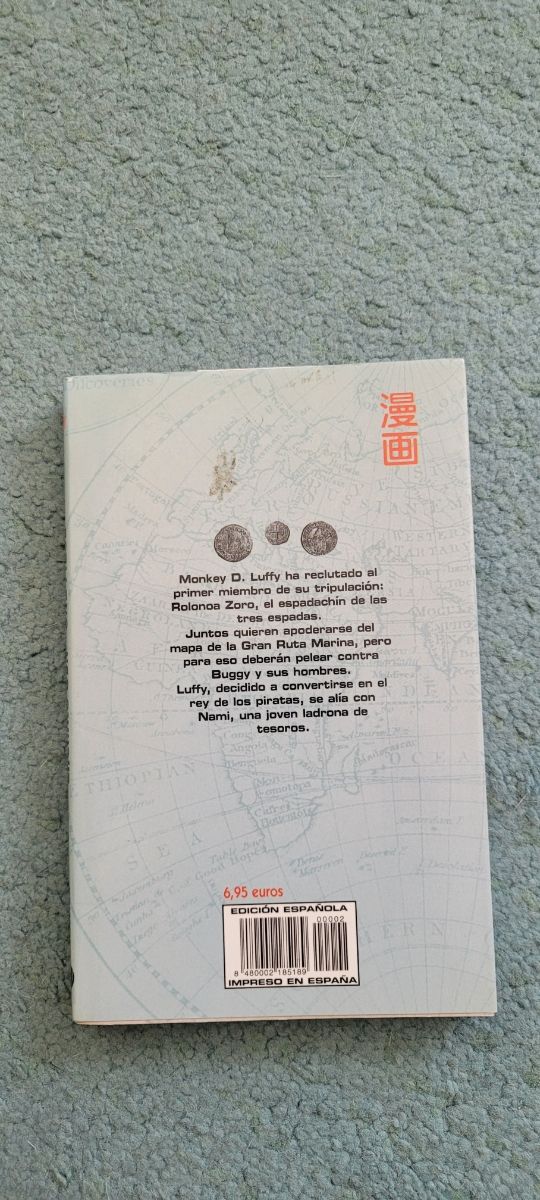 漫画
Monkey D. Luffy ha reclutado al
primer miembro de su tripulación:
Rolonoa Zoro, el espadachín de las
tres espadas.
Juntos quieren apoderarse del
mapa de la Gran Ruta Marina, pero
para eso deberán pelear contra
Buggy y sus hombres.
Luffy, decidido a convertirse en el
rey de los piratas, se alía con
Nami, una joven ladrona de
tesoros.
ETHIOPIAN
SEA
6,95 euros
EDICIÓN ESPAÑOLA
00002
8 480002 185189
IMPRESO EN ESPAÑA